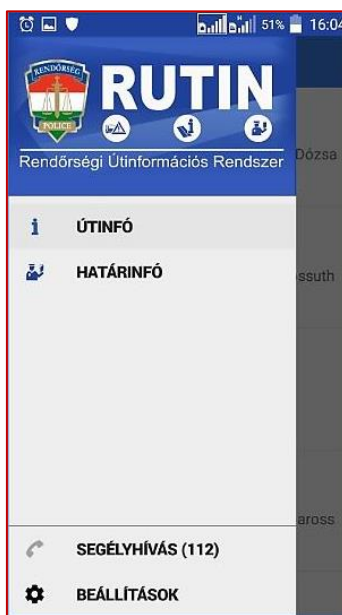 51% 16:04
RENDŐRSÉG
POLICE
RUTIN
Rendőrségi Útinformációs Rendszer
Dózsa
ÚTINFÓ
HATÁRINFÓ
ssuth
aross
SEGÉLYHÍVÁS (112)
BEÁLLÍTÁSOK